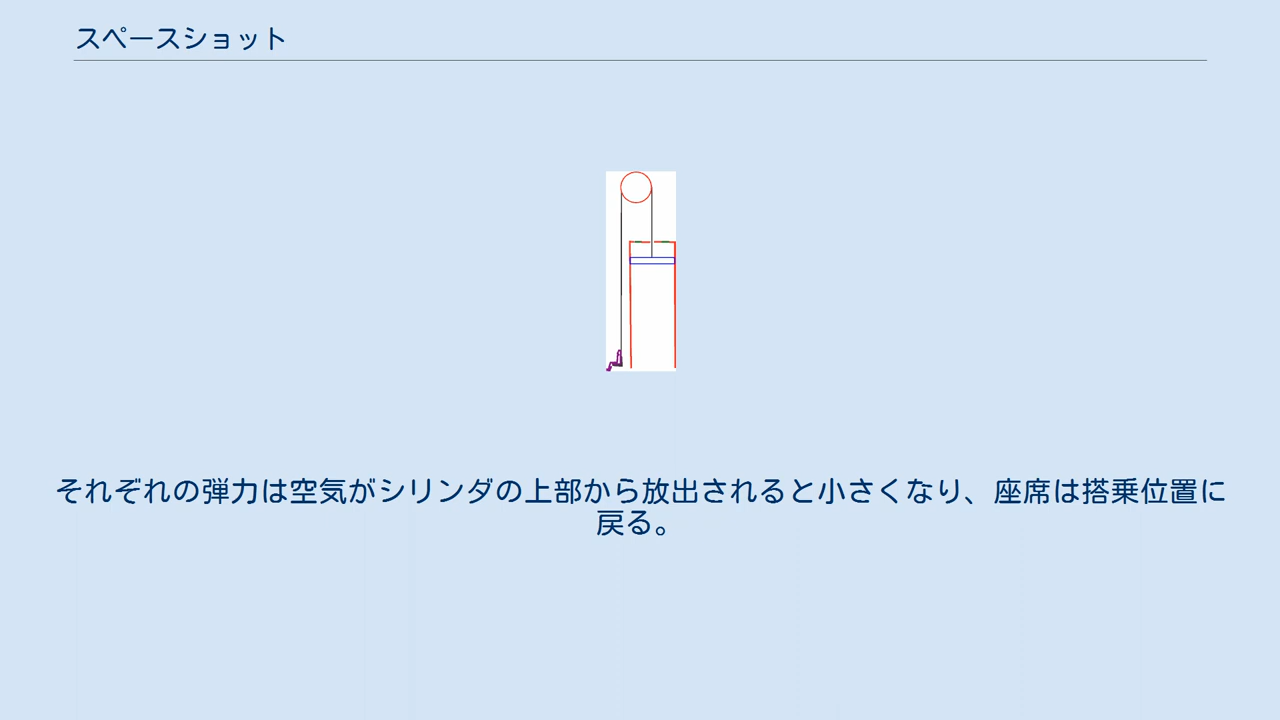 スペースショット
それぞれの弾力は空気がシリンダの上部から放出されると小さくなり、座席は搭乗位置に
戻る。